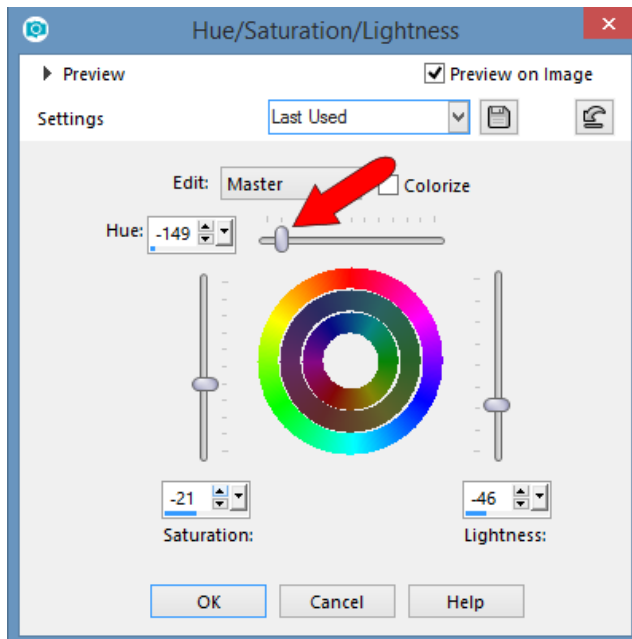 Hue/Saturation/Lightness
Preview
Preview on Image
Settings
Last Used
Edit: Master
Colorize
Hue: -149
-21
-46
Saturation:
Lightness:
OK
Cancel
Help